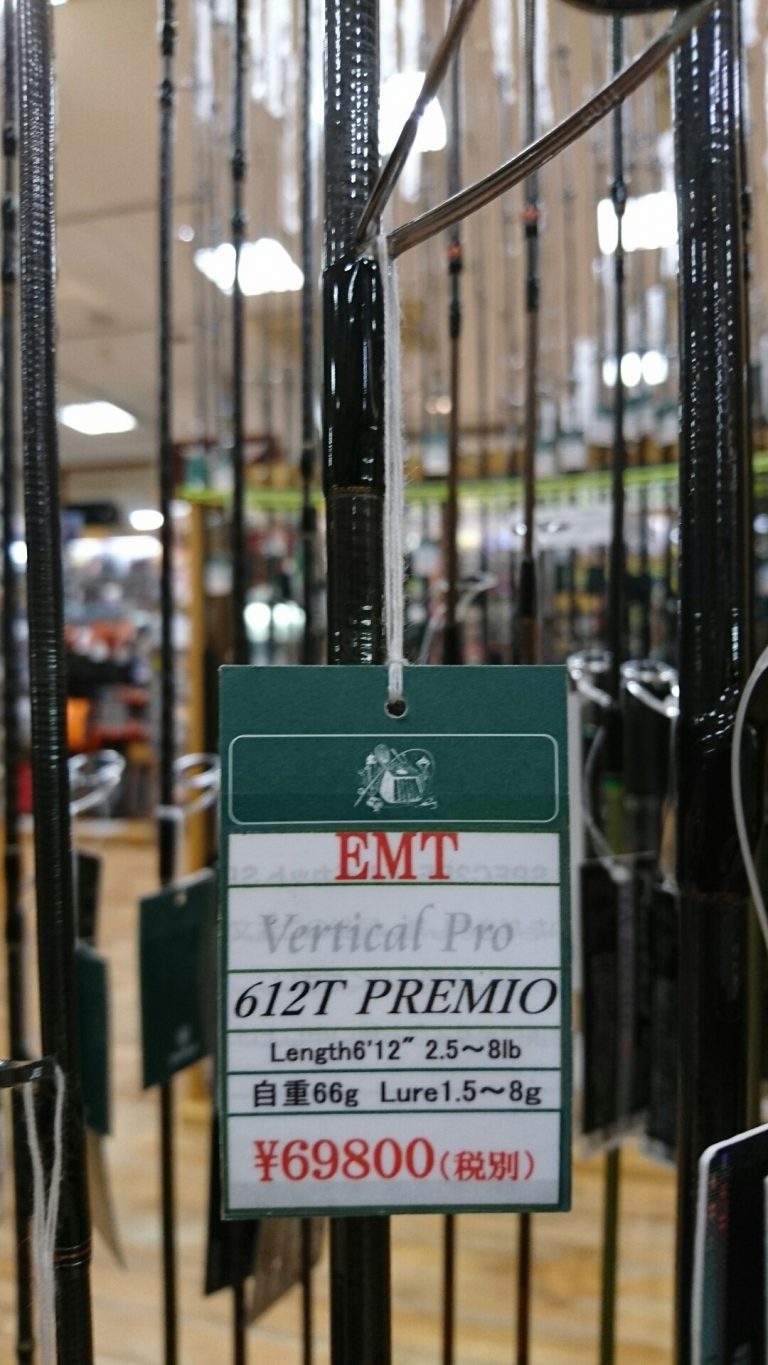 EMT
Vertical Pro
612T PREMIO
Length6'12″ 2.5～8lb
自重66g Lure1.5～8g
¥69800(税別)